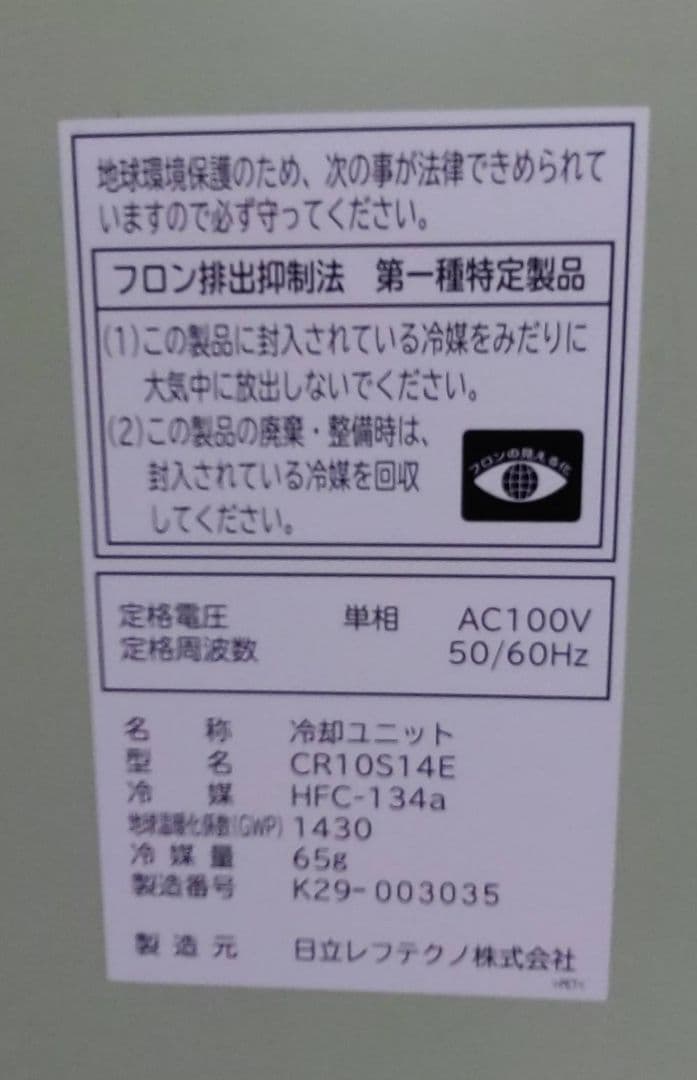 地球環境保護のため、次の事が法律できめられて
いますので必ず守ってください。
フロン排出抑制法 第一種特定製品
(1)この製品に封入されている冷媒をみだりに
大気中に放出しないでください。
(2)この製品の廃棄・整備時は、
封入されている冷媒を回収
してください。
フロンの見える化
定格電圧 単相 AC100V
定格周波数 50/60Hz
名称 冷却ユニット
型名 CR10S14E
冷媒 HFC-134a
地球温暖化係数(GWP) 1430
冷媒量 65g
製造番号 K29-003035
製造元 日立レフテクノ株式会社
>PET<